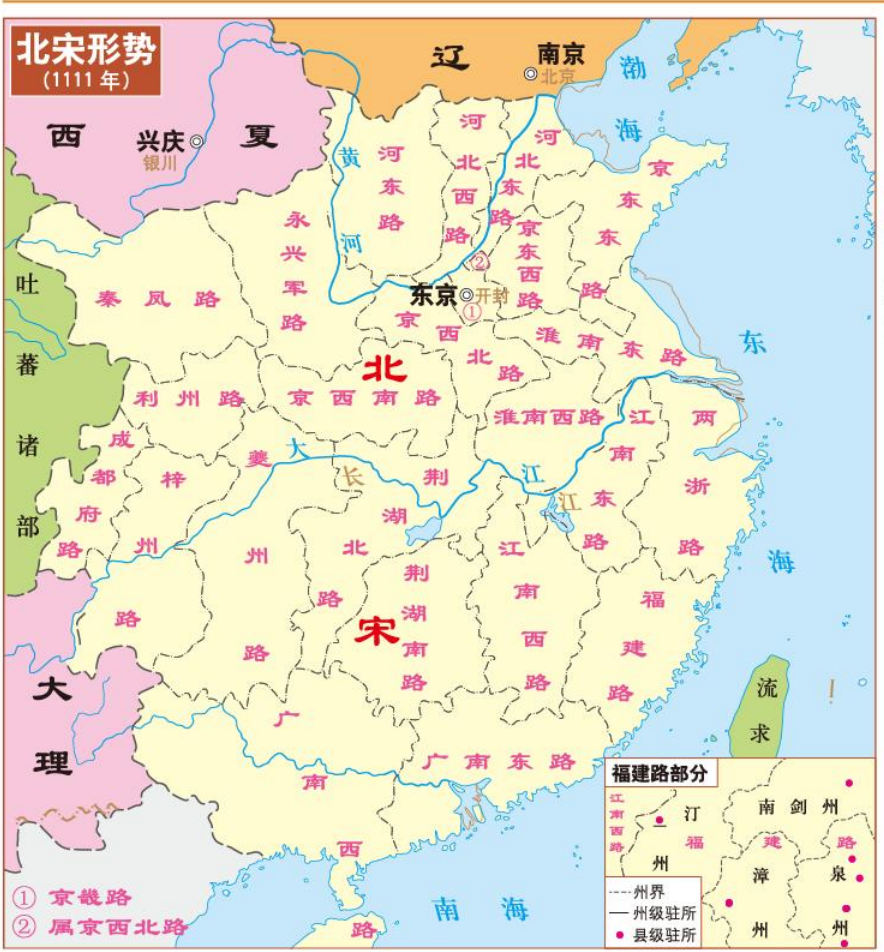 北宋形势
（1111年）
西夏
兴庆
银川
辽
南京
北京
渤海
黄河
河东路
河北西路
河北东路
京东东路
京东西路
永兴军路
秦凤路
②
东京
开封
①
京西北路
淮南东路
东海
吐蕃诸部
利州路
京西南路
北宋
淮南西路
江南东路
两浙路
成都府路
梓州路
夔州路
大江
长江
荆湖北路
荆湖南路
江南西路
福建路
大理
广南西路
广南东路
流求
南海
① 京畿路
② 属京西北路
福建路部分
江南西路
汀州
南剑州
福建路
漳州
泉州
州界
州级驻所
县级驻所